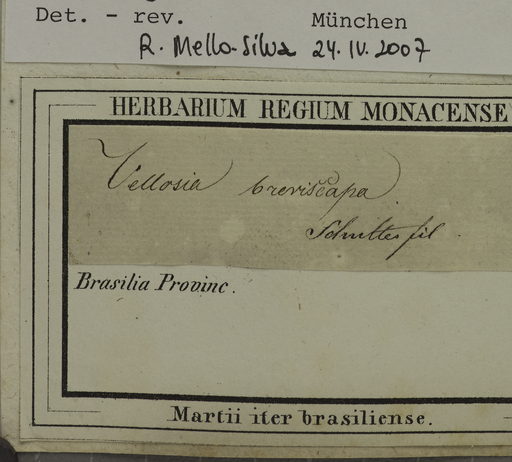 Det. - rev. München
R. Mello-Silva 24.IV.2007
HERBARIUM REGIUM MONACENSE
Vellosia breviscapa
Schultes fil.
Brasilia Provinc.
Martii iter brasiliense.